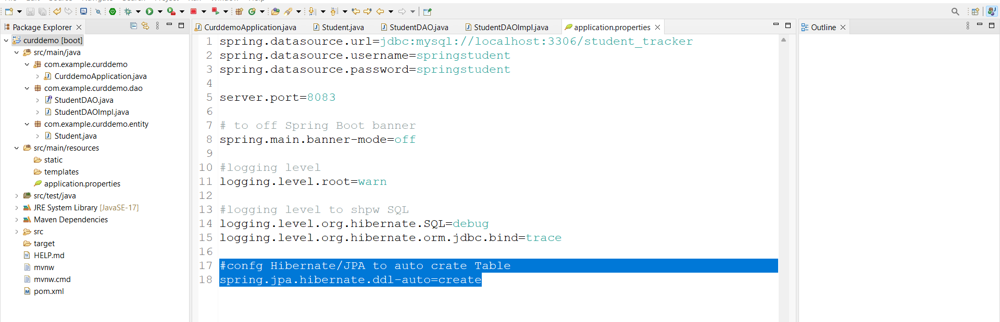 Package Explorer
curddemo [boot]
src/main/java
com.example.curddemo
CurddemoApplication.java
com.example.curddemo.dao
StudentDAO.java
StudentDAOImpl.java
com.example.curddemo.entity
Student.java
src/main/resources
static
templates
application.properties
src/test/java
JRE System Library [JavaSE-17]
Maven Dependencies
src
target
HELP.md
mvnw
mvnw.cmd
pom.xml
CurddemoApplication.java Student.java StudentDAO.java StudentDAOImpl.java application.properties
1 spring.datasource.url=jdbc:mysql://localhost:3306/student_tracker
2 spring.datasource.username=springstudent
3 spring.datasource.password=springstudent
4
5 server.port=8083
6
7 # to off Spring Boot banner
8 spring.main.banner-mode=off
9
10 #logging level
11 logging.level.root=warn
12
13 #logging level to shpw SQL
14 logging.level.org.hibernate.SQL=debug
15 logging.level.org.hibernate.orm.jdbc.bind=trace
16
17 #confg Hibernate/JPA to auto crate Table
18 spring.jpa.hibernate.ddl-auto=create
Outline